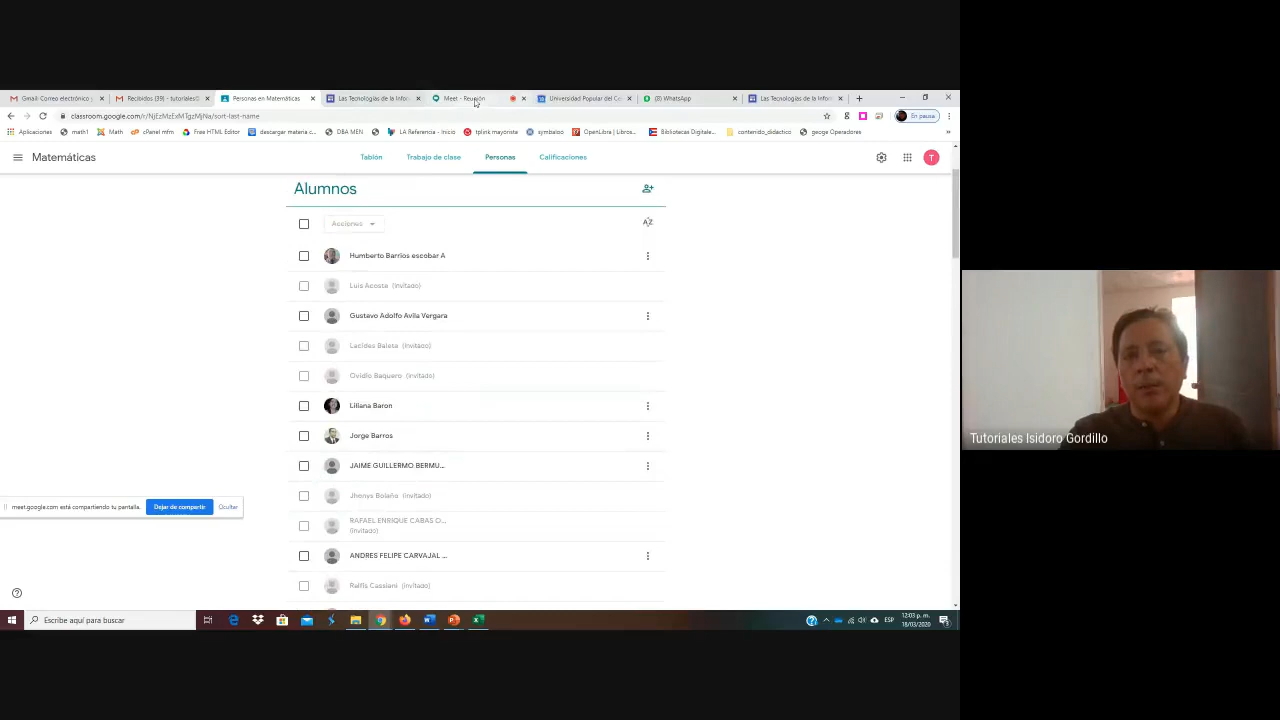 Gmail: Correo electrónico y
Recibidos (39) - tutoriales©
Personas en Matemáticas
Las Tecnologías de la Infor
Meet - Reunión
Universidad Popular del Ce
(8) WhatsApp
Las Tecnologías de la Infor
classroom.google.com/r/NjEzMzExMTgzMjNa/sort-last-name
En pausa
Aplicaciones
math1
Math
cPanel mfm
descargar materia c...
DBA MEN
LA Referencia - Inicio
tplink mayorista
symbaloo
OpenLibra | Libros...
Bibliotecas Digitale...
contenido_didactico
geoge Operadores
»
Matemáticas
Tablón
Trabajo de clase
Personas
Calificaciones
T
Alumnos
Acciones
AZ
Humberto Barrios escobar A
Luis Acosta (invitado)
Gustavo Adolfo Avila Vergara
Lacides Baleta (invitado)
Ovidio Baquero (invitado)
Liliana Baron
Jorge Barros
JAIME GUILLERMO BERMU...
Jhonys Bolaño (invitado)
RAFAEL ENRIQUE CABAS O...
(invitado)
ANDRES FELIPE CARVAJAL ...
Ralfis Cassiani (invitado)
meet.google.com está compartiendo tu pantalla.
Dejar de compartir
Ocultar
Tutoriales Isidoro Gordillo
Escribe aquí para buscar
ESP
12:03 p. m.
18/03/2020